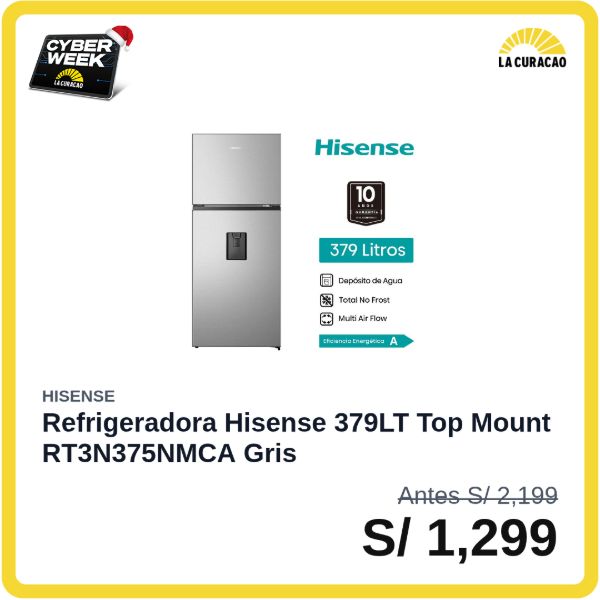 CYBER
WEEK
LA CURACAO
LA CURACAO
Hisense
10
AÑOS
GARANTÍA
379 Litros
Depósito de Agua
Total No Frost
Multi Air Flow
Eficiencia Energética A
HISENSE
Refrigeradora Hisense 379LT Top Mount
RT3N375NMCA Gris
Antes S/ 2,199
S/ 1,299